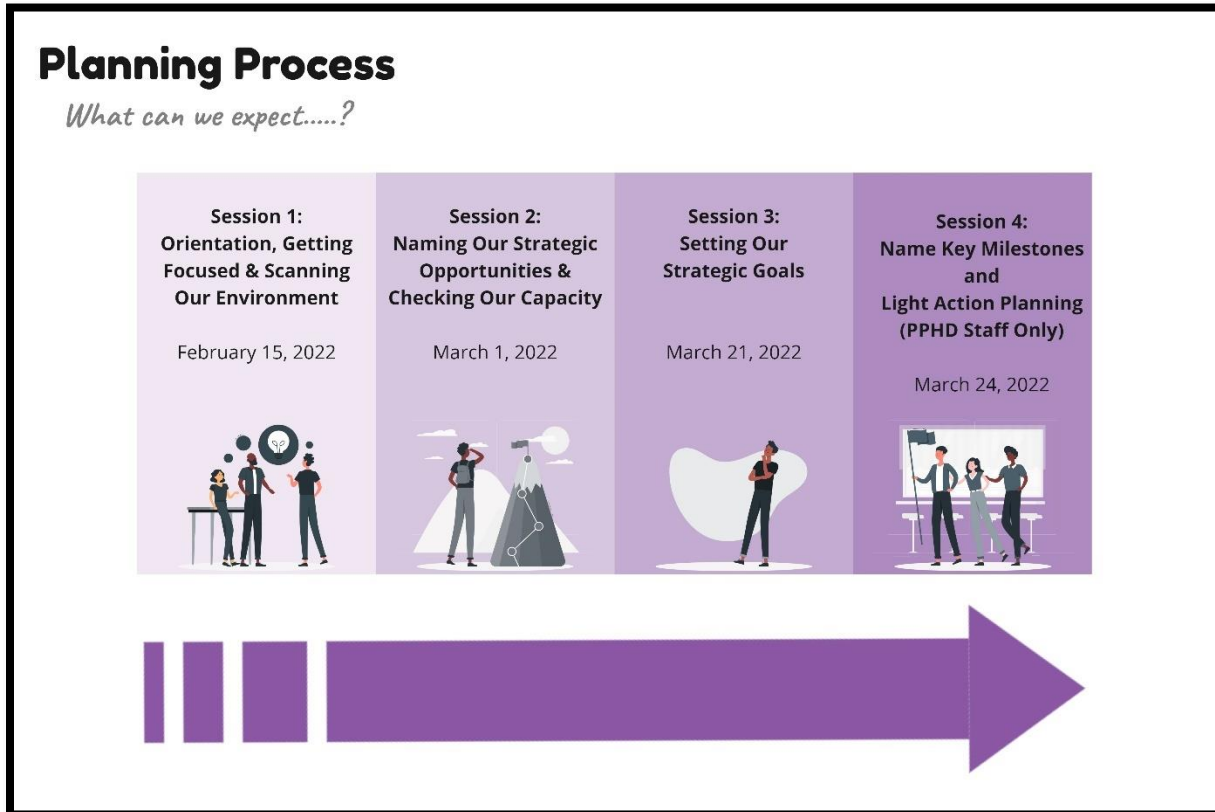 Planning Process
What can we expect.....?
Session 1:
Orientation, Getting
Focused & Scanning
Our Environment
February 15, 2022
Session 2:
Naming Our Strategic
Opportunities &
Checking Our Capacity
March 1, 2022
Session 3:
Setting Our
Strategic Goals
March 21, 2022
Session 4:
Name Key Milestones
and
Light Action Planning
(PPHD Staff Only)
March 24, 2022